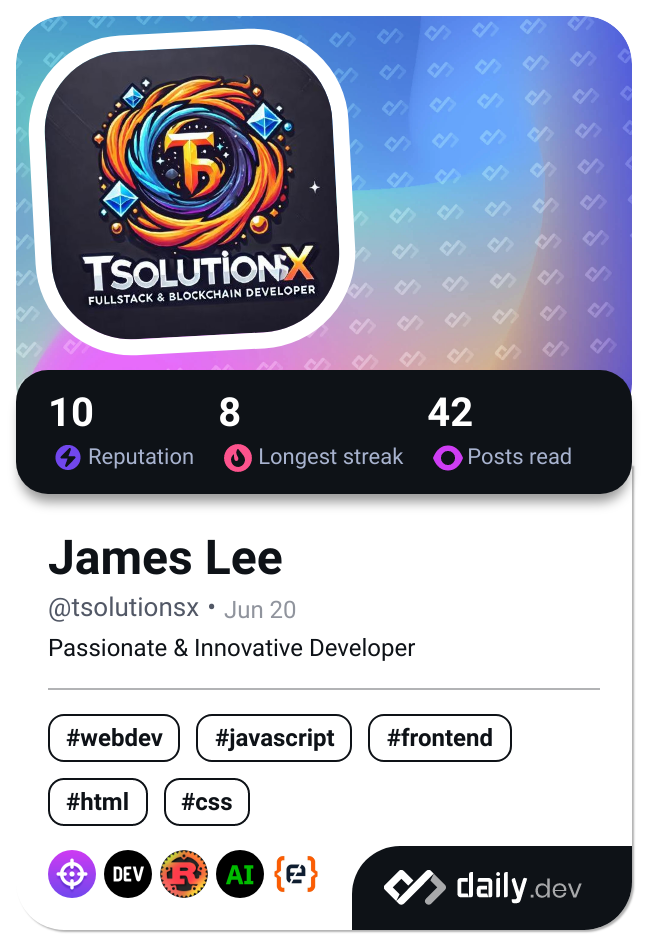 TS
TSOLUTIONSX
FULLSTACK & BLOCKCHAIN DEVELOPER
10 8 42
Reputation Longest streak Posts read
James Lee
@tsolutionsx • Jun 20
Passionate & Innovative Developer
#webdev #javascript #frontend
#html #css
DEV R AI
daily.dev